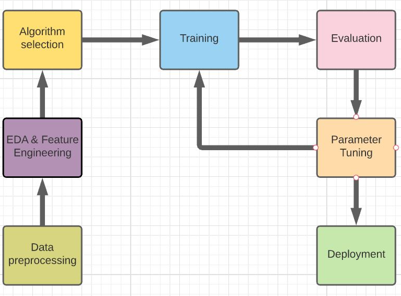 Algorithm
selection
Training
Evaluation
EDA & Feature
Engineering
Parameter
Tuning
Data
preprocessing
Deployment